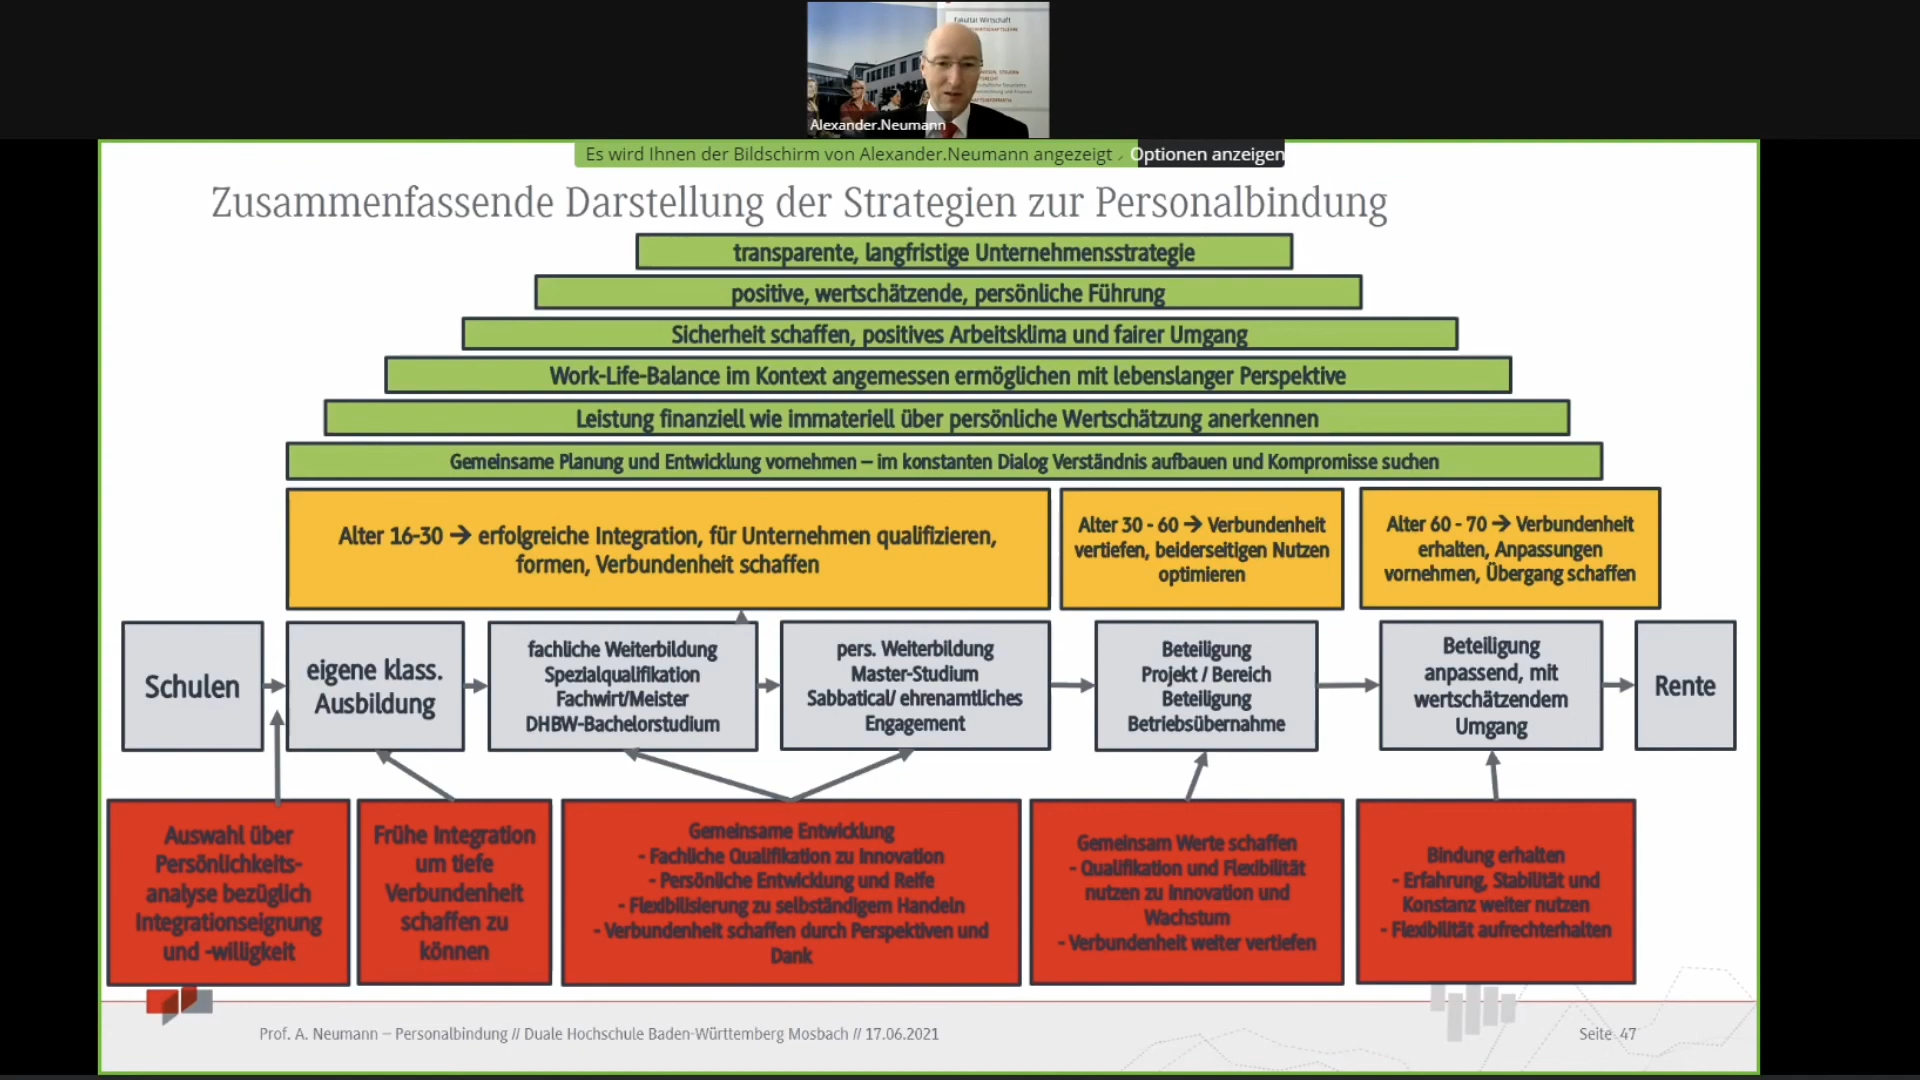 Fakultät Wirtschaft
Alexander.Neumann
Es wird Ihnen der Bildschirm von Alexander.Neumann angezeigt
Optionen anzeigen
Zusammenfassende Darstellung der Strategien zur Personalbindung
transparente, langfristige Unternehmensstrategie
positive, wertschätzende, persönliche Führung
Sicherheit schaffen, positives Arbeitsklima und fairer Umgang
Work-Life-Balance im Kontext angemessen ermöglichen mit lebenslanger Perspektive
Leistung finanziell wie immateriell über persönliche Wertschätzung anerkennen
Gemeinsame Planung und Entwicklung vornehmen – im konstanten Dialog Verständnis aufbauen und Kompromisse suchen
Alter 16-30 → erfolgreiche Integration, für Unternehmen qualifizieren,
formen, Verbundenheit schaffen
Alter 30 - 60 → Verbundenheit
vertiefen, beiderseitigen Nutzen
optimieren
Alter 60 - 70 → Verbundenheit
erhalten, Anpassungen
vornehmen, Übergang schaffen
Schulen
eigene klass.
Ausbildung
fachliche Weiterbildung
Spezialqualifikation
Fachwirt/Meister
DHBW-Bachelorstudium
pers. Weiterbildung
Master-Studium
Sabbatical/ ehrenamtliches
Engagement
Beteiligung
Projekt / Bereich
Beteiligung
Betriebsübernahme
Beteiligung
anpassend, mit
wertschätzendem
Umgang
Rente
Auswahl über
Persönlichkeits-
analyse bezüglich
Integrationseignung
und -willigkeit
Frühe Integration
um tiefe
Verbundenheit
schaffen zu
können
Gemeinsame Entwicklung
- Fachliche Qualifikation zu Innovation
- Persönliche Entwicklung und Reife
- Flexibilisierung zu selbständigem Handeln
- Verbundenheit schaffen durch Perspektiven und
Dank
Gemeinsam Werte schaffen
- Qualifikation und Flexibilität
nutzen zu Innovation und
Wachstum
- Verbundenheit weiter vertiefen
Bindung erhalten
- Erfahrung, Stabilität und
Konstanz weiter nutzen
- Flexibilität aufrechterhalten
Prof. A. Neumann – Personalbindung // Duale Hochschule Baden-Württemberg Mosbach // 17.06.2021
Seite 47